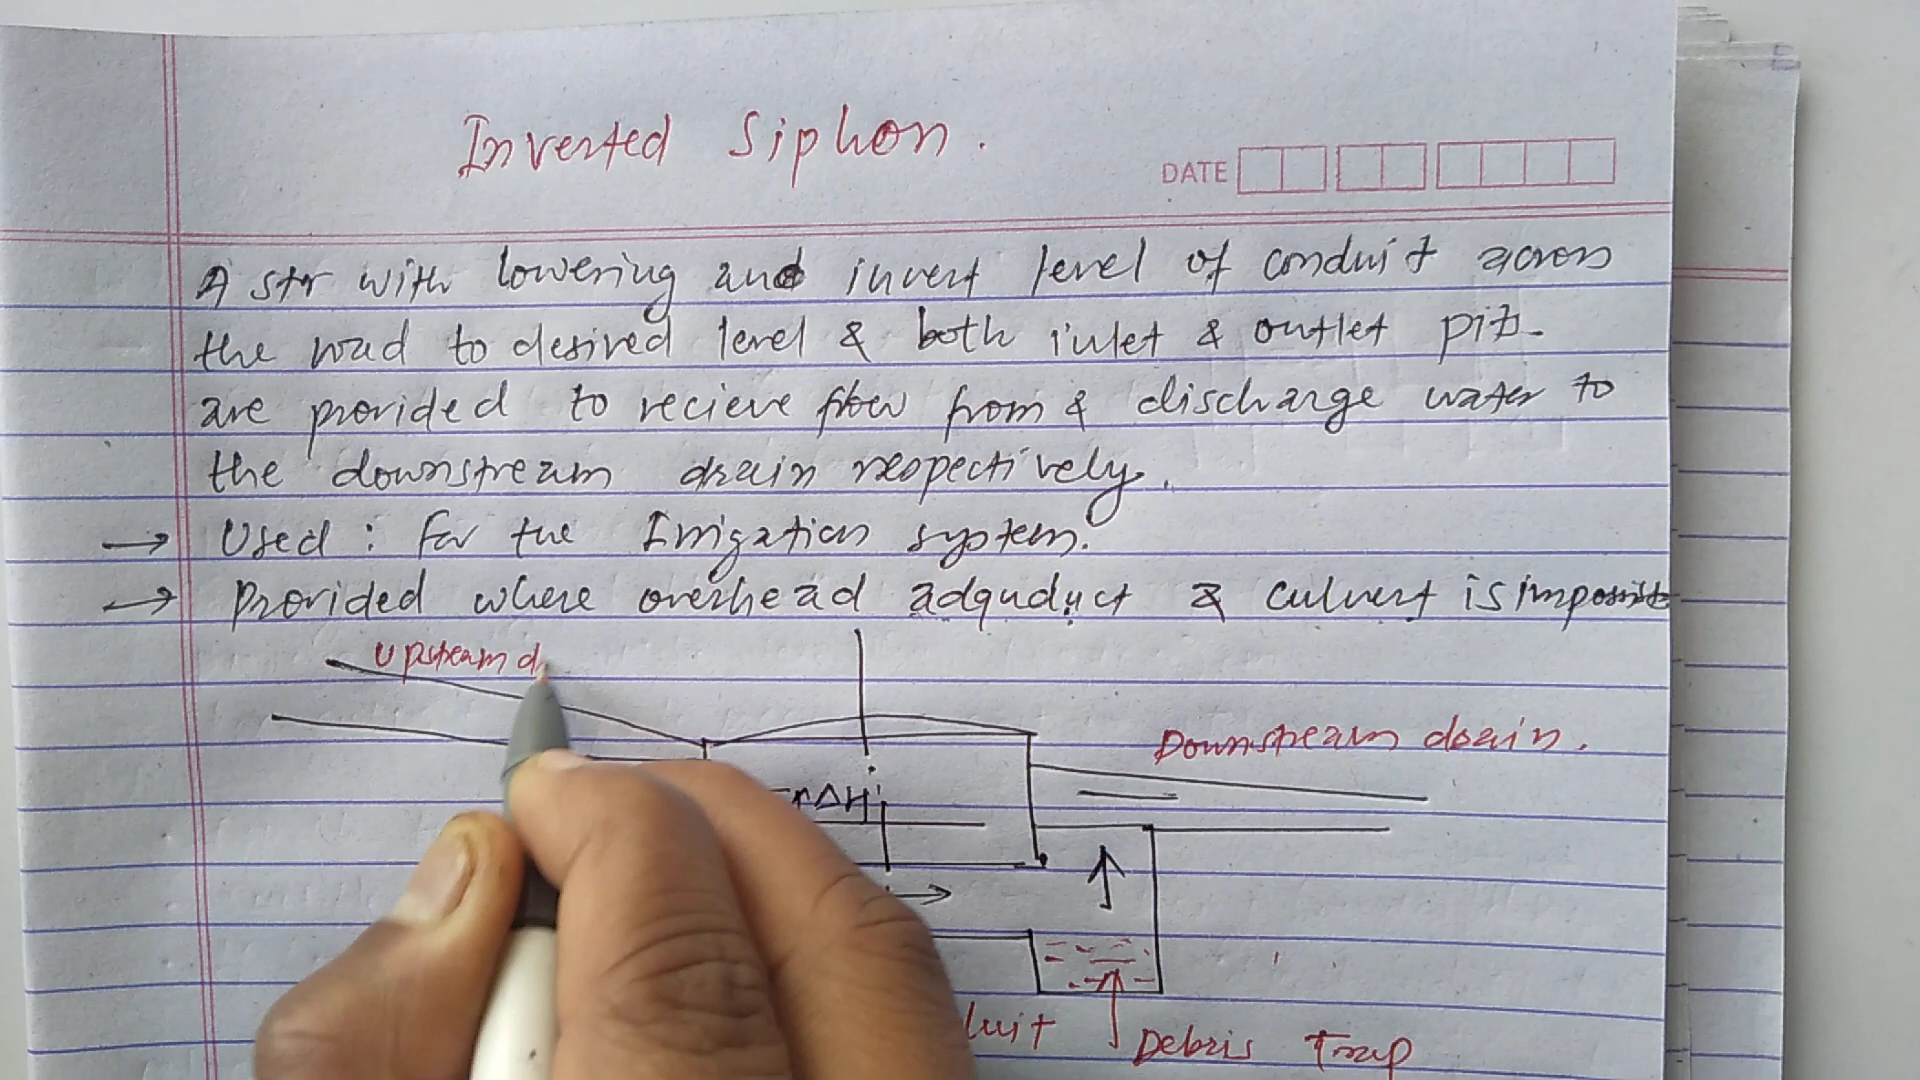 Inverted Siphon.
DATE
A str with lowering and invert level of conduit across
the road to desired level & both inlet & outlet pit
are provided to recieve flow from & discharge water to
the downstream drain respectively.
→ Used : For the Irrigation system.
→ Provided where overhead adquduct & culvert is impossible
Upstream d
Downstream drain.
Debris Trap